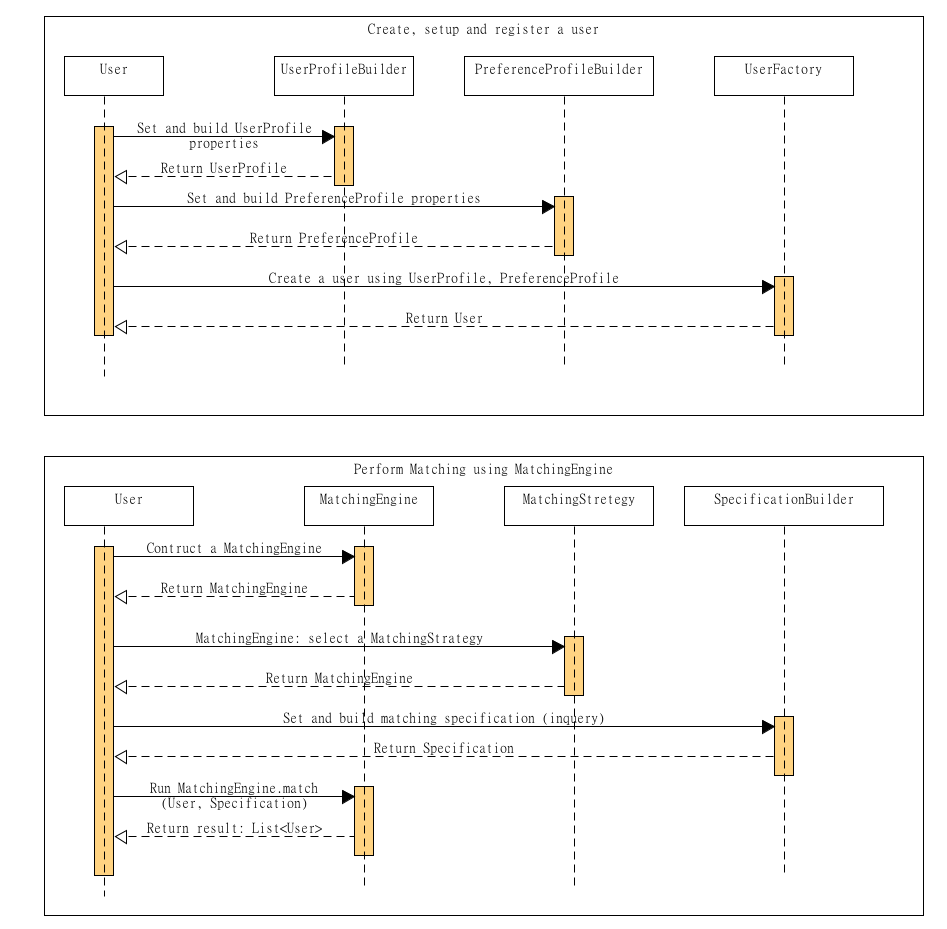 Create, setup and register a user
User
UserProfileBuilder
PreferenceProfileBuilder
UserFactory
Set and build UserProfile
properties
Return UserProfile
Set and build PreferenceProfile properties
Return PreferenceProfile
Create a user using UserProfile, PreferenceProfile
Return User
Perform Matching using MatchingEngine
User
MatchingEngine
MatchingStretegy
SpecificationBuilder
Contruct a MatchingEngine
Return MatchingEngine
MatchingEngine: select a MatchingStrategy
Return MatchingEngine
Set and build matching specification (inquery)
Return Specification
Run MatchingEngine.match
(User, Specification)
Return result: List<User>